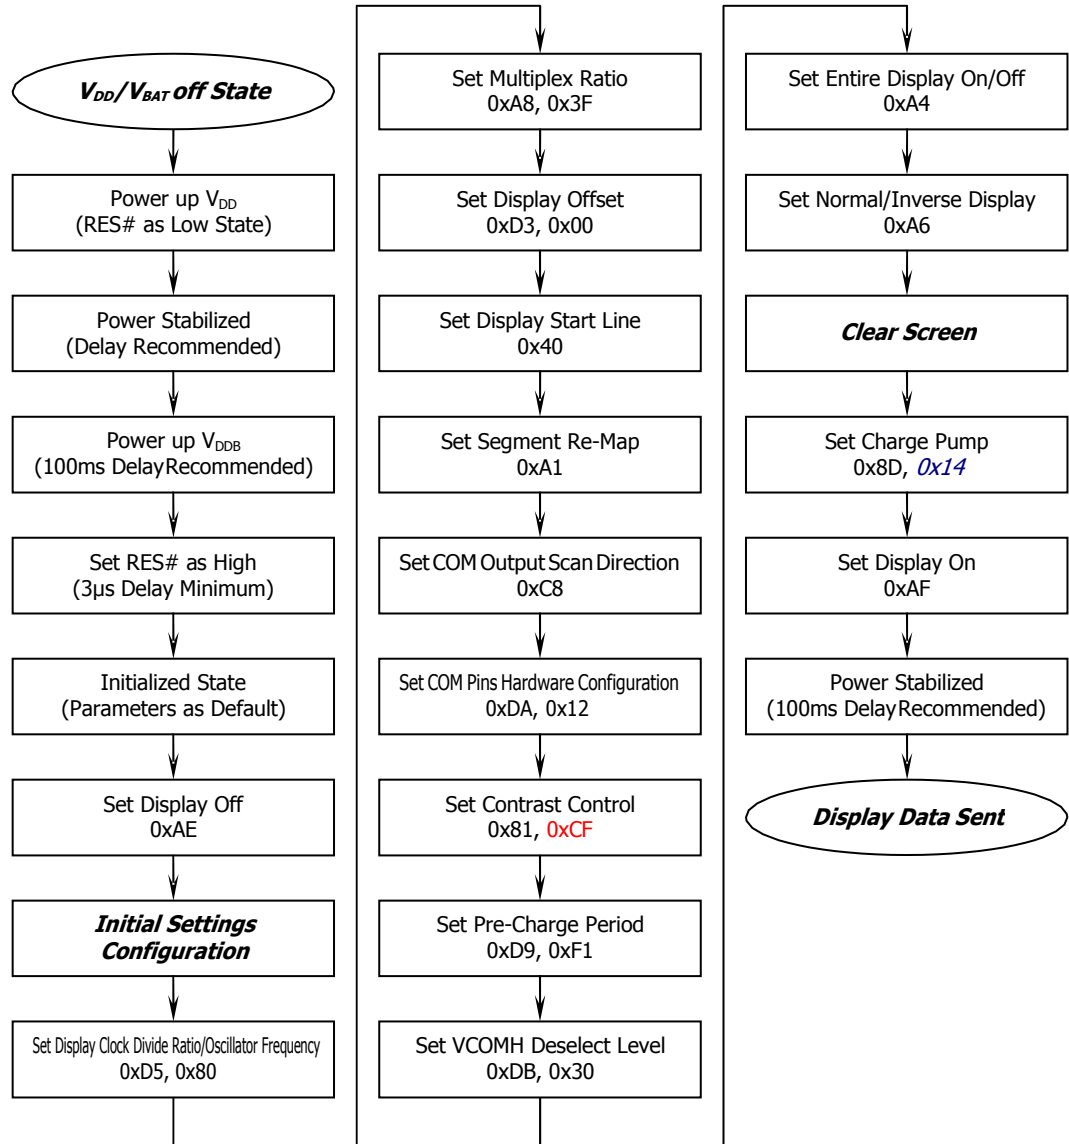 V_DD/V_BAT off State
Power up V_DD
(RES# as Low State)
Power Stabilized
(Delay Recommended)
Power up V_DDB
(100ms Delay Recommended)
Set RES# as High
(3μs Delay Minimum)
Initialized State
(Parameters as Default)
Set Display Off
0xAE
Initial Settings
Configuration
Set Display Clock Divide Ratio/Oscillator Frequency
0xD5, 0x80
Set Multiplex Ratio
0xA8, 0x3F
Set Display Offset
0xD3, 0x00
Set Display Start Line
0x40
Set Segment Re-Map
0xA1
Set COM Output Scan Direction
0xC8
Set COM Pins Hardware Configuration
0xDA, 0x12
Set Contrast Control
0x81, 0xCF
Set Pre-Charge Period
0xD9, 0xF1
Set VCOMH Deselect Level
0xDB, 0x30
Set Entire Display On/Off
0xA4
Set Normal/Inverse Display
0xA6
Clear Screen
Set Charge Pump
0x8D, 0x14
Set Display On
0xAF
Power Stabilized
(100ms Delay Recommended)
Display Data Sent